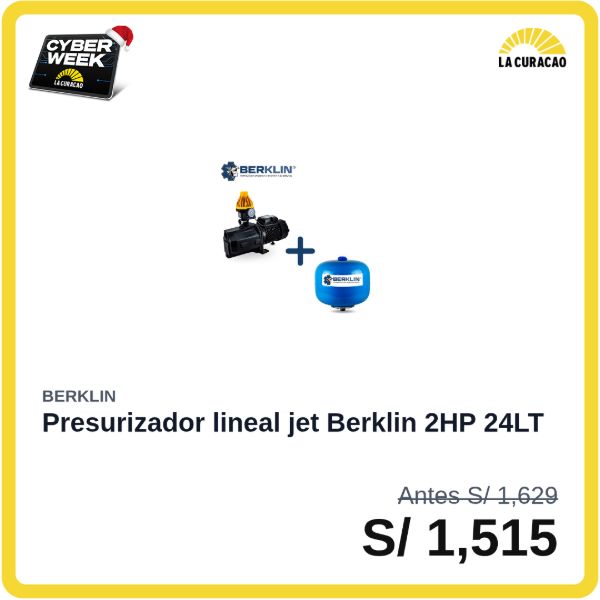 CYBER
WEEK
LA CURACAO
LA CURACAO
BERKLIN®
BERKLIN®
BERKLIN
Presurizador lineal jet Berklin 2HP 24LT
Antes S/ 1,629
S/ 1,515